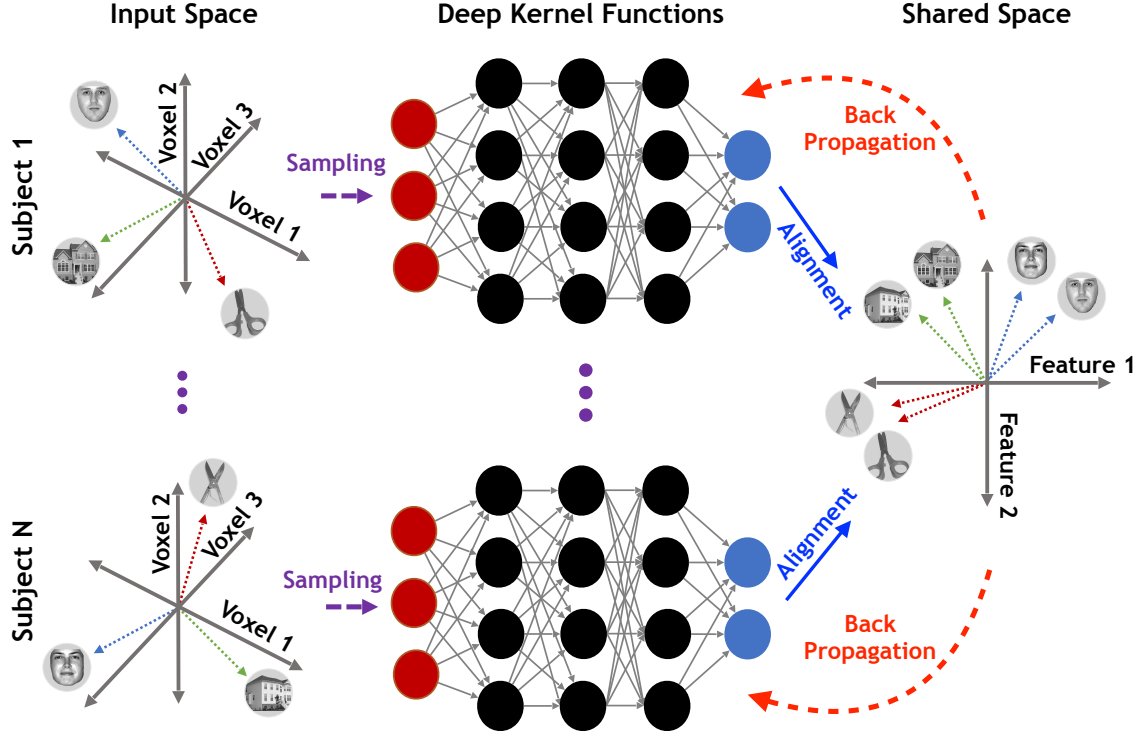 Input Space
Deep Kernel Functions
Shared Space
Subject 1
Voxel 2
Voxel 3
Voxel 1
Sampling
Alignment
Back
Propagation
Feature 1
Feature 2
Subject N
Voxel 2
Voxel 3
Voxel 1
Sampling
Alignment
Back
Propagation